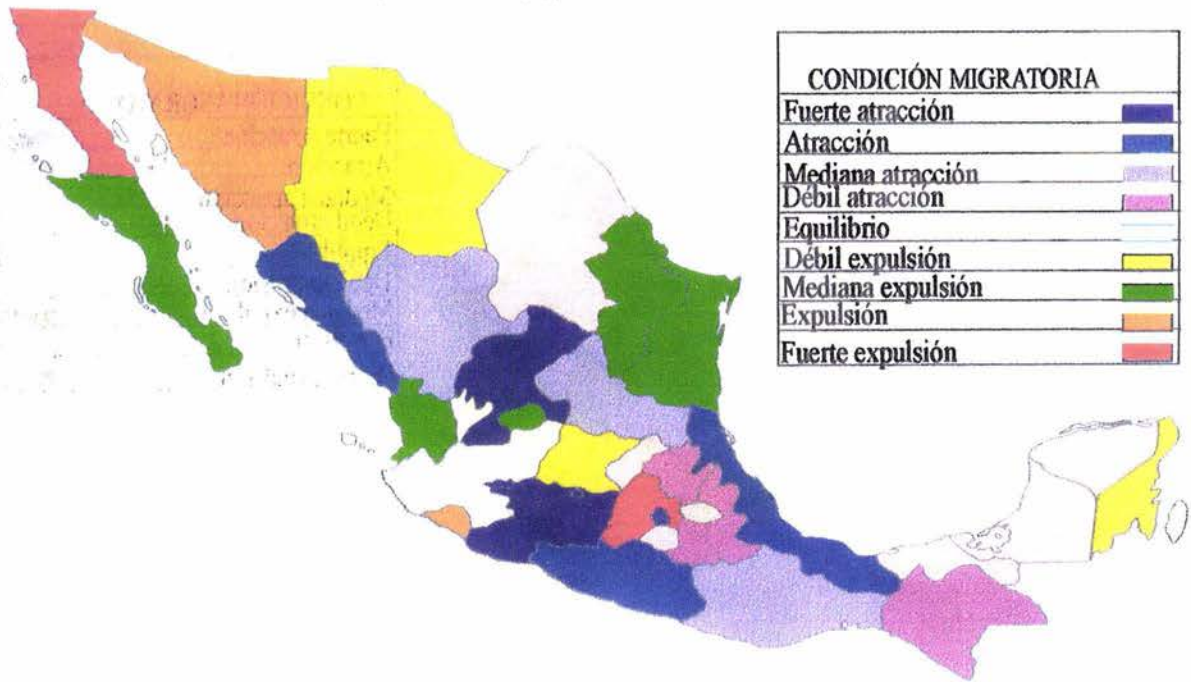 CONDICIÓN MIGRATORIA
Fuerte atracción
Atracción
Mediana atracción
Débil atracción
Equilibrio
Débil expulsión
Mediana expulsión
Expulsión
Fuerte expulsión